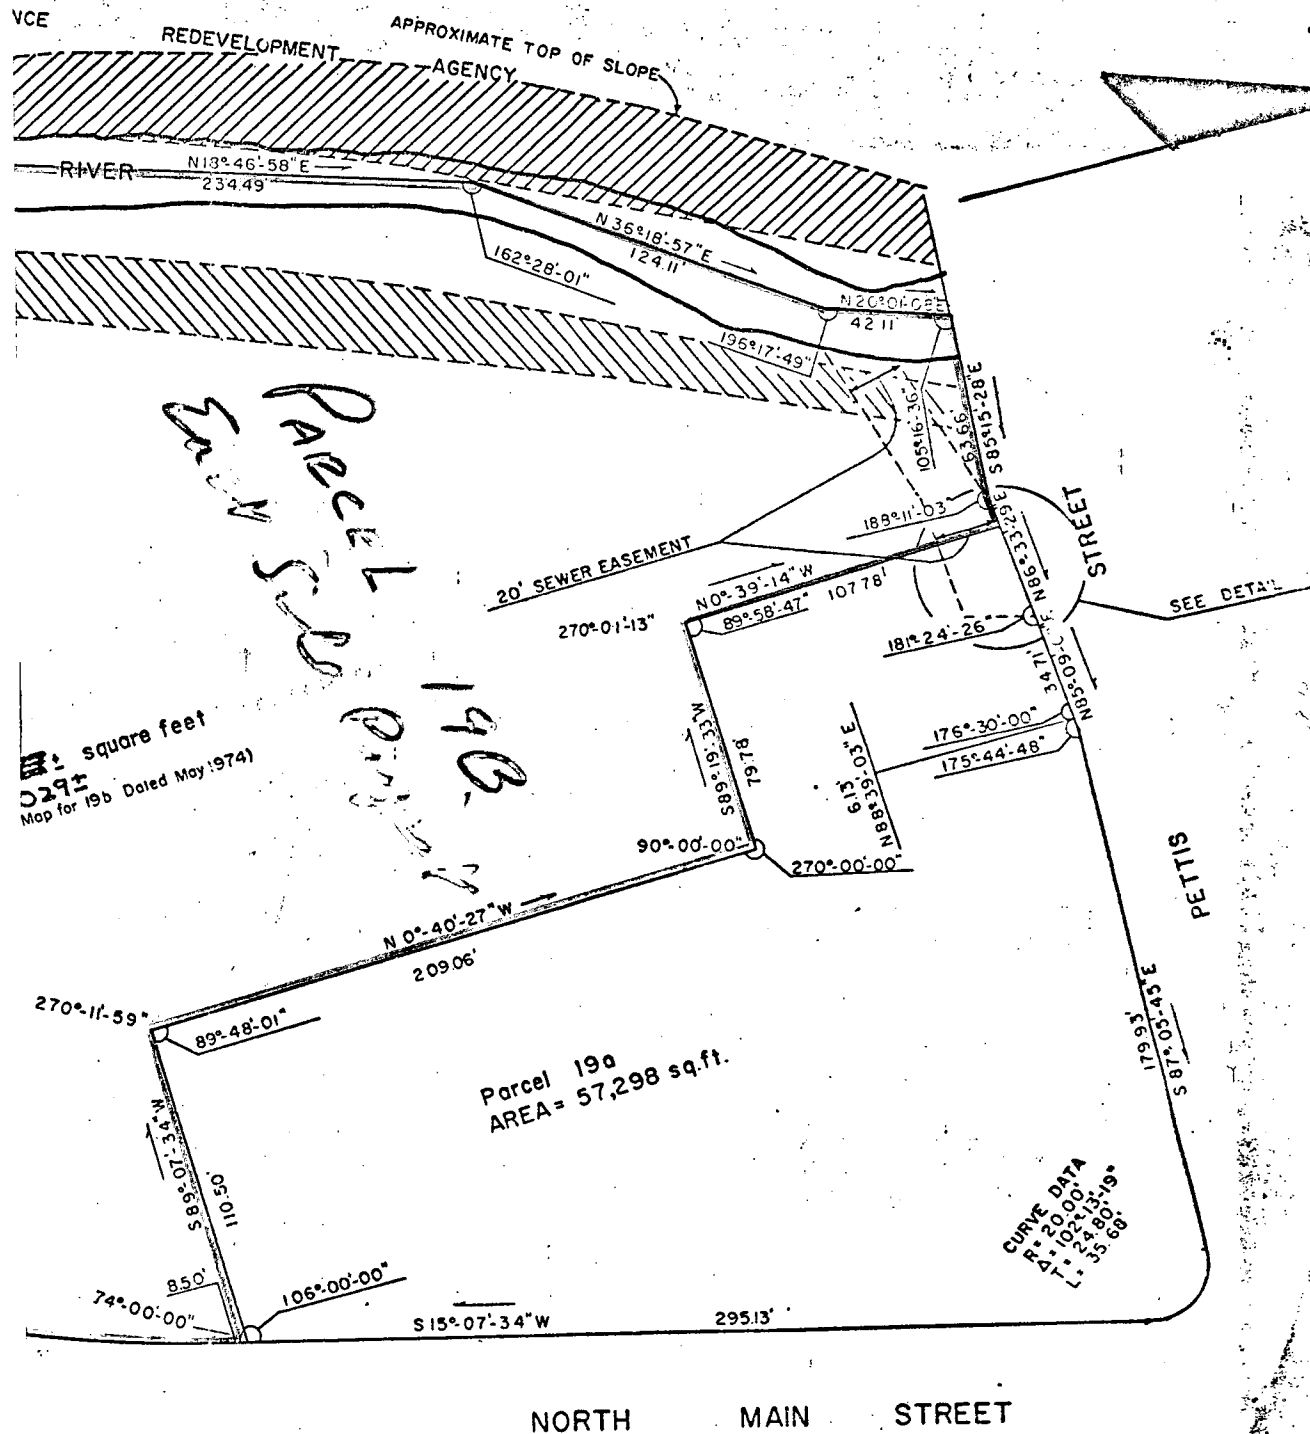 NCE
REDEVELOPMENT AGENCY
APPROXIMATE TOP OF SLOPE
RIVER
N18°-46'-58"E
234.49'
N 36°18'-57"E
124.11'
162°-28'-01"
N 20°-01'-08"E
42.11'
196°17'-49"
105°16'-36"
63.66'
S85°15'-28"E
188°-11'-03"
N86°33'-29"E
STREET
SEE DETAIL
20' SEWER EASEMENT
N0°-39'-14" W
107.78'
89°-58'-47"
270°-01'-13"
181°-24'-26"
34.71'
176°-30'-00"
175°-44'-48"
S89°-19'-33"W
79.78'
6.13'
N88°39'-03" E
90°-00'-00"
270°-00'-00"
PARCEL
19B
square feet
029±
Map for 19b Dated May 1974)
PETTIS
N 0°-40'-27" W
209.06'
270°-11'-59"
89°-48'-01"
Parcel 19a
AREA = 57,298 sq.ft.
179.93'
S 87°-05'-45"E
S89°-07'-34" W
110.50'
CURVE DATA
R = 20.00'
Δ = 102°-13'-19"
T = 24.80'
L = 35.68'
8.50'
74°-00'-00"
106°-00'-00"
S 15°-07'-34" W
295.13'
NORTH MAIN STREET